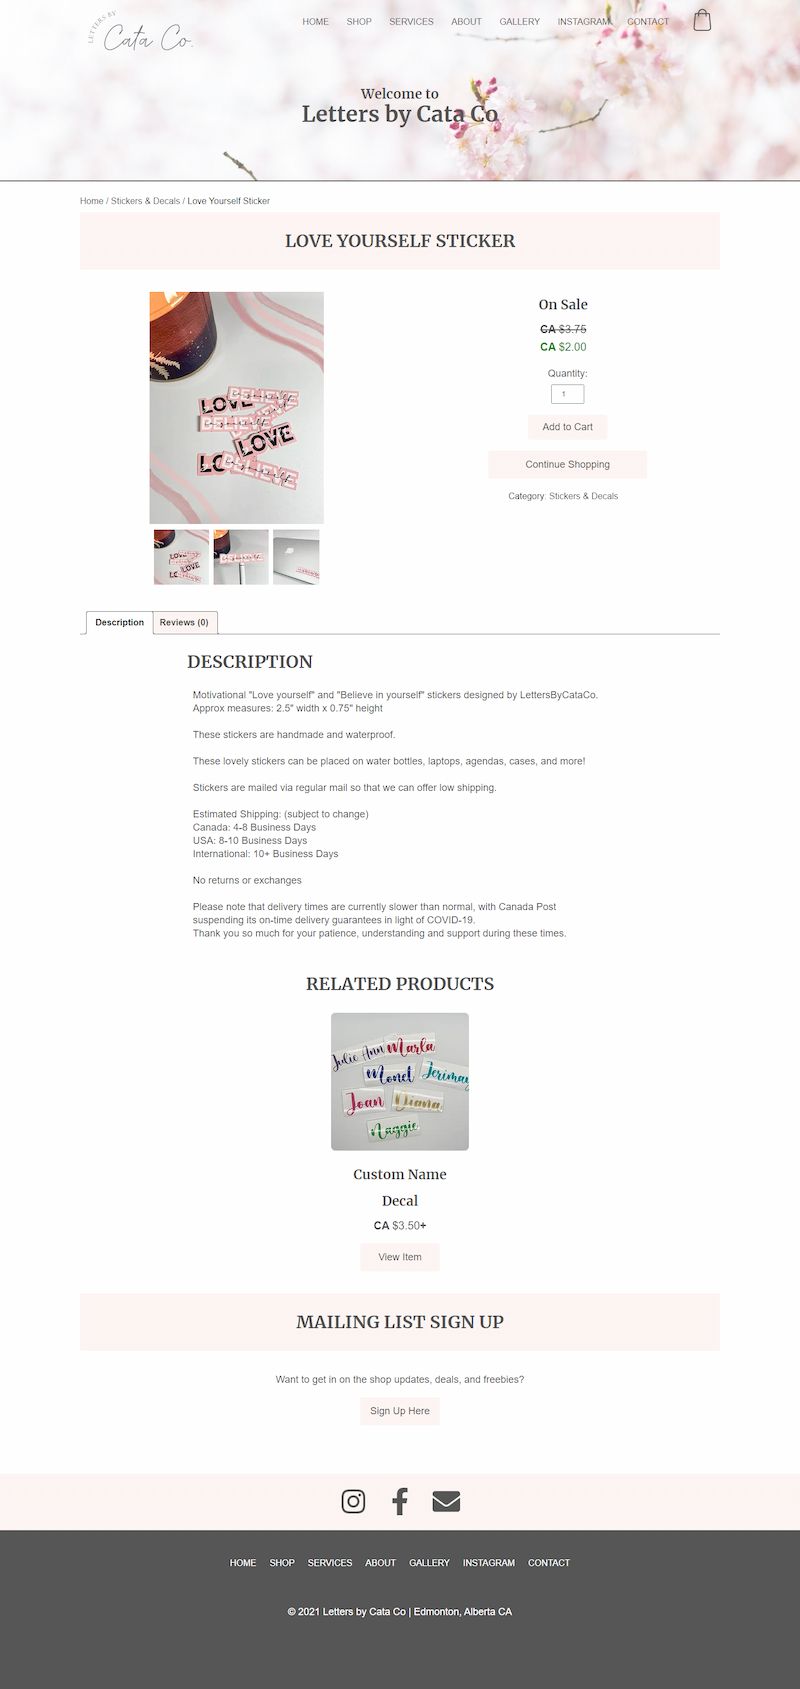 LETTERS BY
Cata Co.
HOME SHOP SERVICES ABOUT GALLERY INSTAGRAM CONTACT
Welcome to
Letters by Cata Co
Home / Stickers & Decals / Love Yourself Sticker
LOVE YOURSELF STICKER
On Sale
CA $3.75
CA $2.00
Quantity:
1
Add to Cart
Continue Shopping
Category: Stickers & Decals
LOVE
BELIEVE
BELIEVE
LOVE
LO
BELIEVE
Description
Reviews (0)
DESCRIPTION
Motivational "Love yourself" and "Believe in yourself" stickers designed by LettersByCataCo.
Approx measures: 2.5" width x 0.75" height
These stickers are handmade and waterproof.
These lovely stickers can be placed on water bottles, laptops, agendas, cases, and more!
Stickers are mailed via regular mail so that we can offer low shipping.
Estimated Shipping: (subject to change)
Canada: 4-8 Business Days
USA: 8-10 Business Days
International: 10+ Business Days
No returns or exchanges
Please note that delivery times are currently slower than normal, with Canada Post
suspending its on-time delivery guarantees in light of COVID-19.
Thank you so much for your patience, understanding and support during these times.
RELATED PRODUCTS
Julie Ann Marla
Monet Jerimay
Joan Diana
Naggie
Custom Name
Decal
CA $3.50+
View Item
MAILING LIST SIGN UP
Want to get in on the shop updates, deals, and freebies?
Sign Up Here
HOME SHOP SERVICES ABOUT GALLERY INSTAGRAM CONTACT
© 2021 Letters by Cata Co | Edmonton, Alberta CA